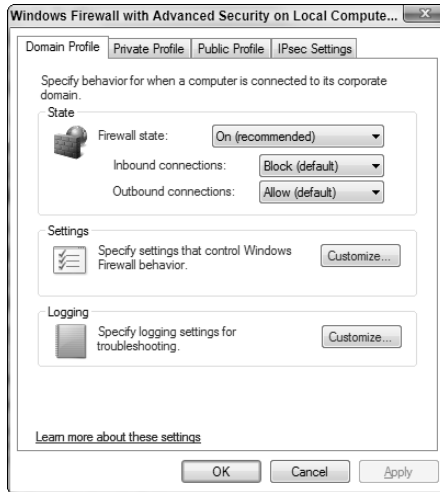 Windows Firewall with Advanced Security on Local Compute...
Domain Profile Private Profile Public Profile IPsec Settings
Specify behavior for when a computer is connected to its corporate
domain.
State
Firewall state: On (recommended)
Inbound connections: Block (default)
Outbound connections: Allow (default)
Settings
Specify settings that control Windows
Firewall behavior.
Customize...
Logging
Specify logging settings for
troubleshooting.
Customize...
Learn more about these settings
OK Cancel Apply